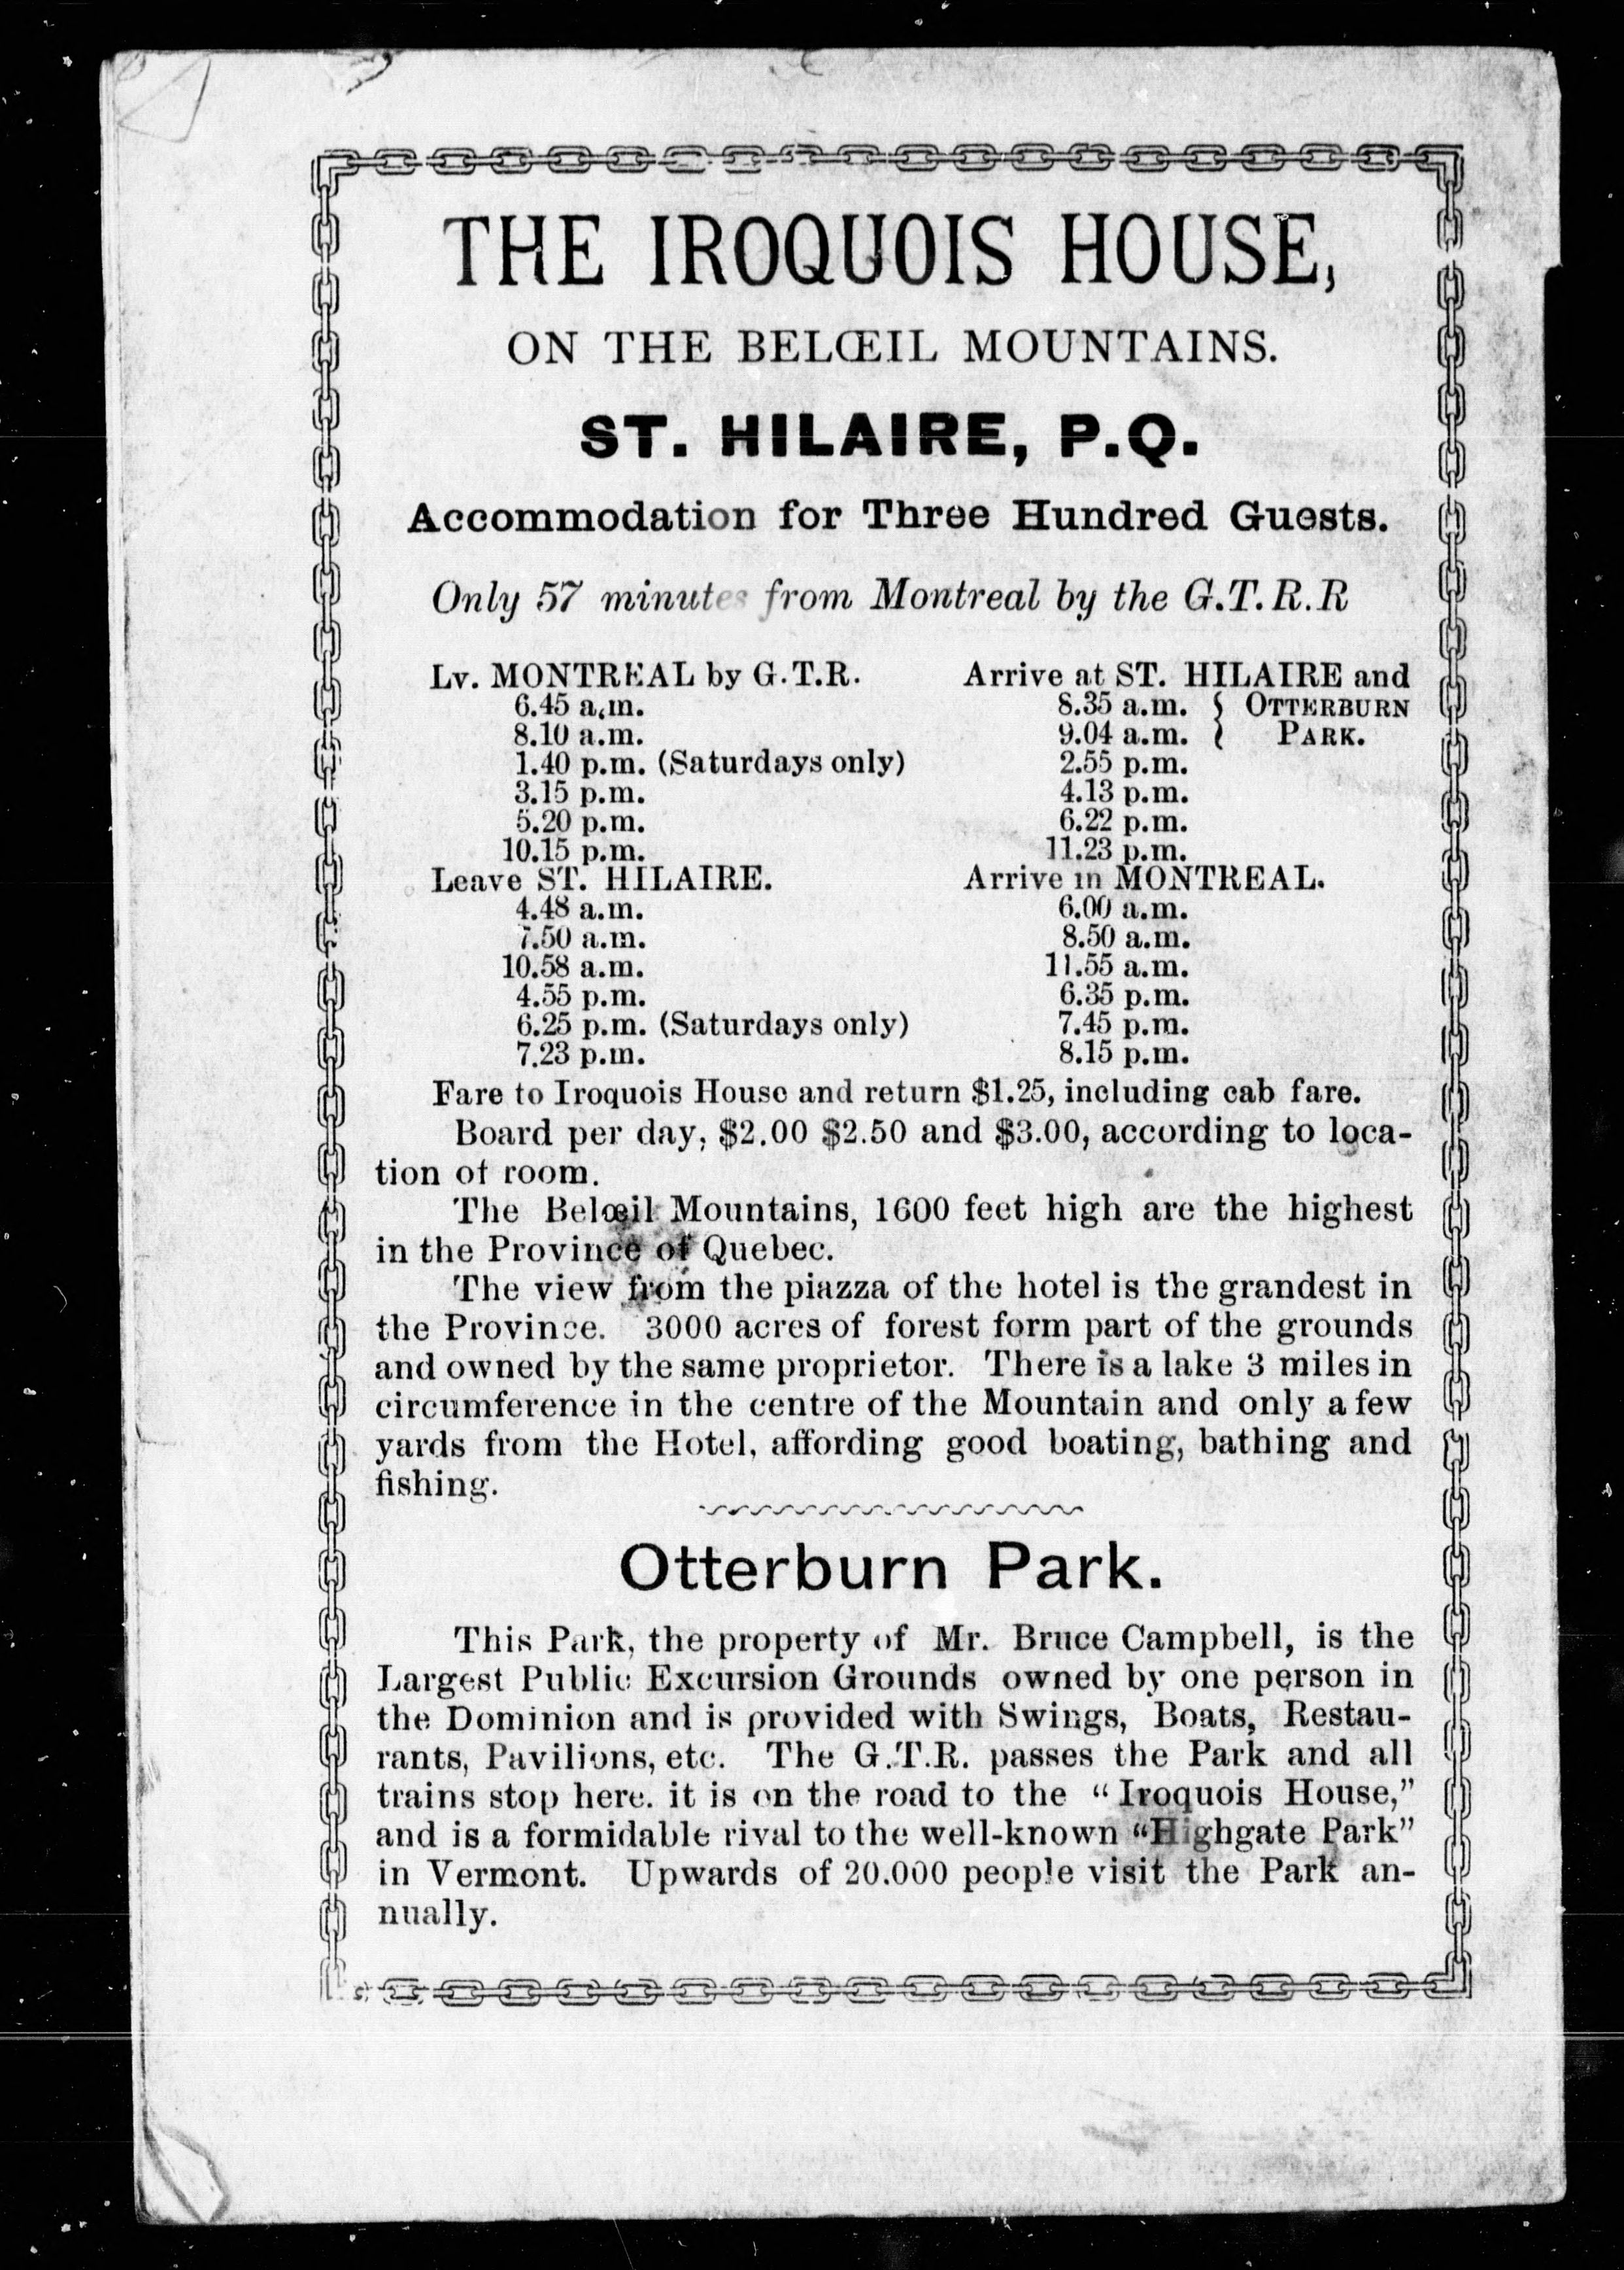 THE IROQUOIS HOUSE,
ON THE BELŒIL MOUNTAINS.
ST. HILAIRE, P.Q.
Accommodation for Three Hundred Guests.
Only 57 minutes from Montreal by the G.T.R.R
Lv. MONTREAL by G.T.R. Arrive at ST. HILAIRE and
6.45 a.m. 8.35 a.m. } OTTERBURN
8.10 a.m. 9.04 a.m. } PARK.
1.40 p.m. (Saturdays only) 2.55 p.m.
3.15 p.m. 4.13 p.m.
5.20 p.m. 6.22 p.m.
10.15 p.m. 11.23 p.m.
Leave ST. HILAIRE. Arrive in MONTREAL.
4.48 a.m. 6.00 a.m.
7.50 a.m. 8.50 a.m.
10.58 a.m. 11.55 a.m.
4.55 p.m. 6.35 p.m.
6.25 p.m. (Saturdays only) 7.45 p.m.
7.23 p.m. 8.15 p.m.
Fare to Iroquois House and return $1.25, including cab fare.
Board per day, $2.00 $2.50 and $3.00, according to loca-
tion of room.
The Belœil Mountains, 1600 feet high are the highest
in the Province of Quebec.
The view from the piazza of the hotel is the grandest in
the Province. 3000 acres of forest form part of the grounds
and owned by the same proprietor. There is a lake 3 miles in
circumference in the centre of the Mountain and only a few
yards from the Hotel, affording good boating, bathing and
fishing.
Otterburn Park.
This Park, the property of Mr. Bruce Campbell, is the
Largest Public Excursion Grounds owned by one person in
the Dominion and is provided with Swings, Boats, Restau-
rants, Pavilions, etc. The G.T.R. passes the Park and all
trains stop here. it is on the road to the "Iroquois House,"
and is a formidable rival to the well-known "Highgate Park"
in Vermont. Upwards of 20.000 people visit the Park an-
nually.